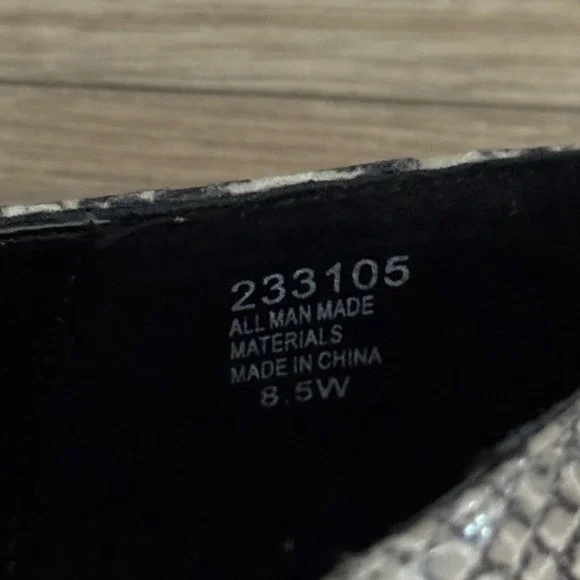 233105
ALL MAN MADE
MATERIALS
MADE IN CHINA
8.5W